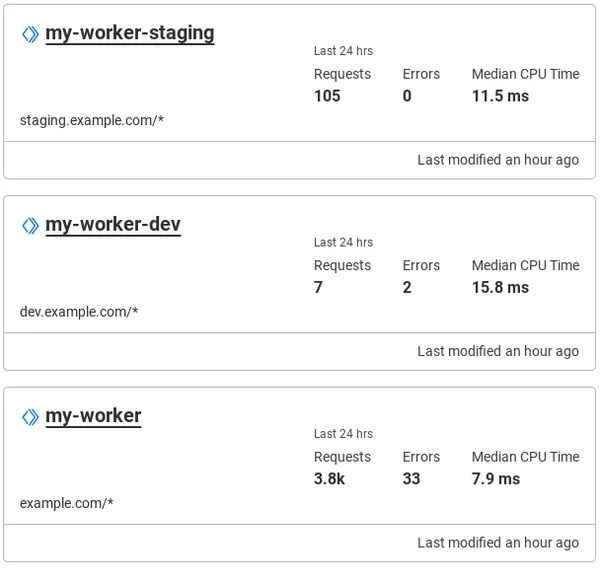 my-worker-staging
Last 24 hrs
Requests Errors Median CPU Time
105 0 11.5 ms
staging.example.com/*
Last modified an hour ago
my-worker-dev
Last 24 hrs
Requests Errors Median CPU Time
7 2 15.8 ms
dev.example.com/*
Last modified an hour ago
my-worker
Last 24 hrs
Requests Errors Median CPU Time
3.8k 33 7.9 ms
example.com/*
Last modified an hour ago